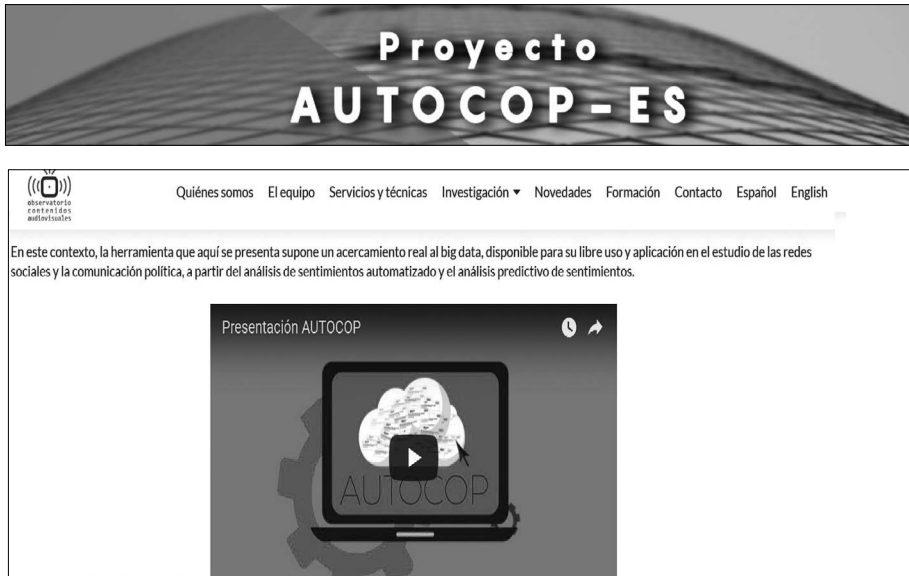 Proyecto
AUTOCOP-ES
observatorio
contenidos
audiovisuales
Quiénes somos El equipo Servicios y técnicas Investigación Novedades Formación Contacto Español English
En este contexto, la herramienta que aquí se presenta supone un acercamiento real al big data, disponible para su libre uso y aplicación en el estudio de las redes
sociales y la comunicación política, a partir del análisis de sentimientos automatizado y el análisis predictivo de sentimientos.
Presentación AUTOCOP
AUTOCOP